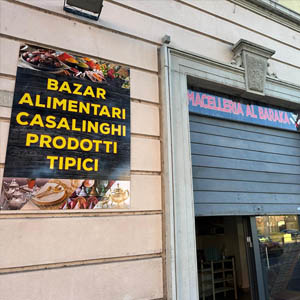 BAZAR
ALIMENTARI
CASALINGHI
PRODOTTI
TIPICI
MACELLERIA AL BARAKA